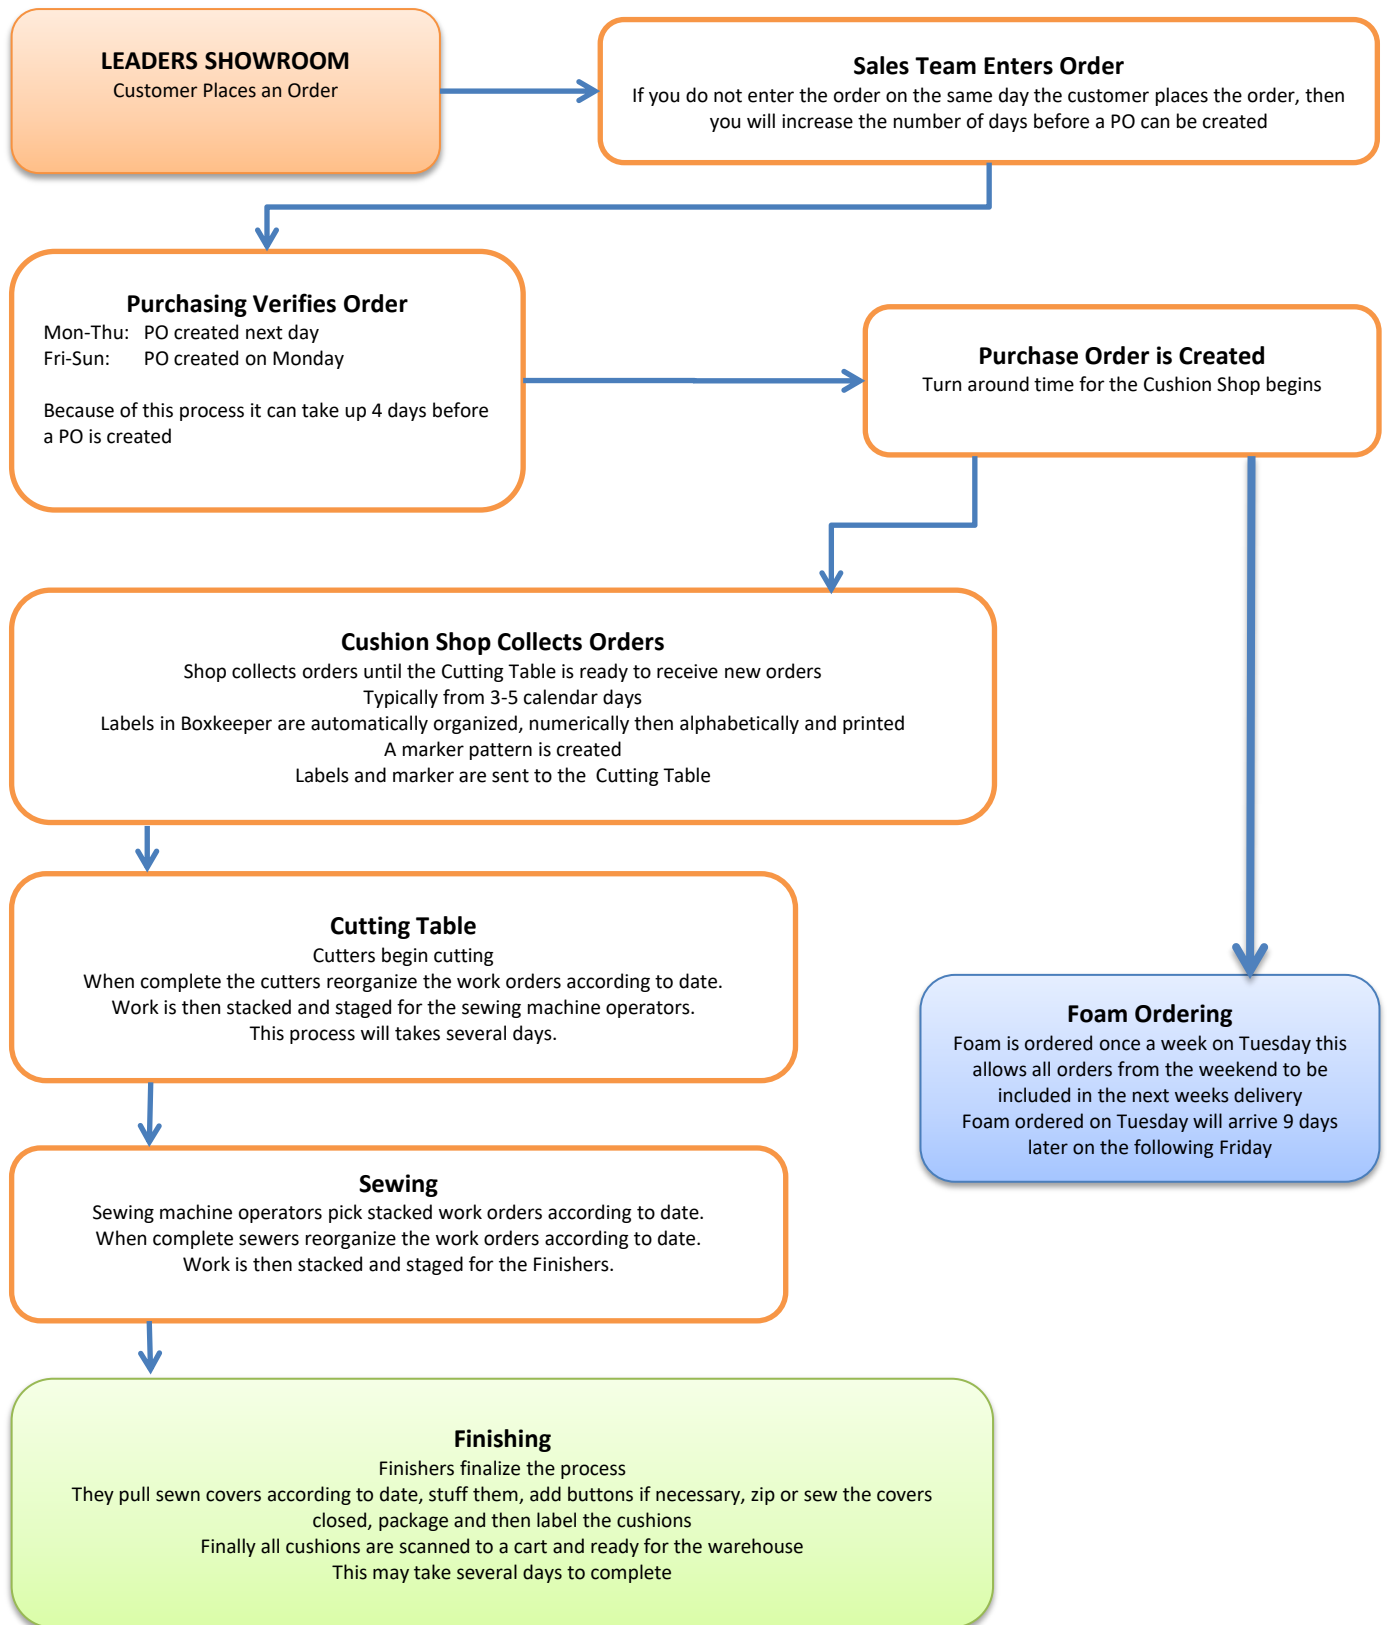 LEADERS SHOWROOM
Customer Places an Order
Sales Team Enters Order
If you do not enter the order on the same day the customer places the order, then
you will increase the number of days before a PO can be created
Purchasing Verifies Order
Mon-Thu: PO created next day
Fri-Sun: PO created on Monday
Because of this process it can take up 4 days before
a PO is created
Purchase Order is Created
Turn around time for the Cushion Shop begins
Cushion Shop Collects Orders
Shop collects orders until the Cutting Table is ready to receive new orders
Typically from 3-5 calendar days
Labels in Boxkeeper are automatically organized, numerically then alphabetically and printed
A marker pattern is created
Labels and marker are sent to the Cutting Table
Cutting Table
Cutters begin cutting
When complete the cutters reorganize the work orders according to date.
Work is then stacked and staged for the sewing machine operators.
This process will takes several days.
Foam Ordering
Foam is ordered once a week on Tuesday this
allows all orders from the weekend to be
included in the next weeks delivery
Foam ordered on Tuesday will arrive 9 days
later on the following Friday
Sewing
Sewing machine operators pick stacked work orders according to date.
When complete sewers reorganize the work orders according to date.
Work is then stacked and staged for the Finishers.
Finishing
Finishers finalize the process
They pull sewn covers according to date, stuff them, add buttons if necessary, zip or sew the covers
closed, package and then label the cushions
Finally all cushions are scanned to a cart and ready for the warehouse
This may take several days to complete